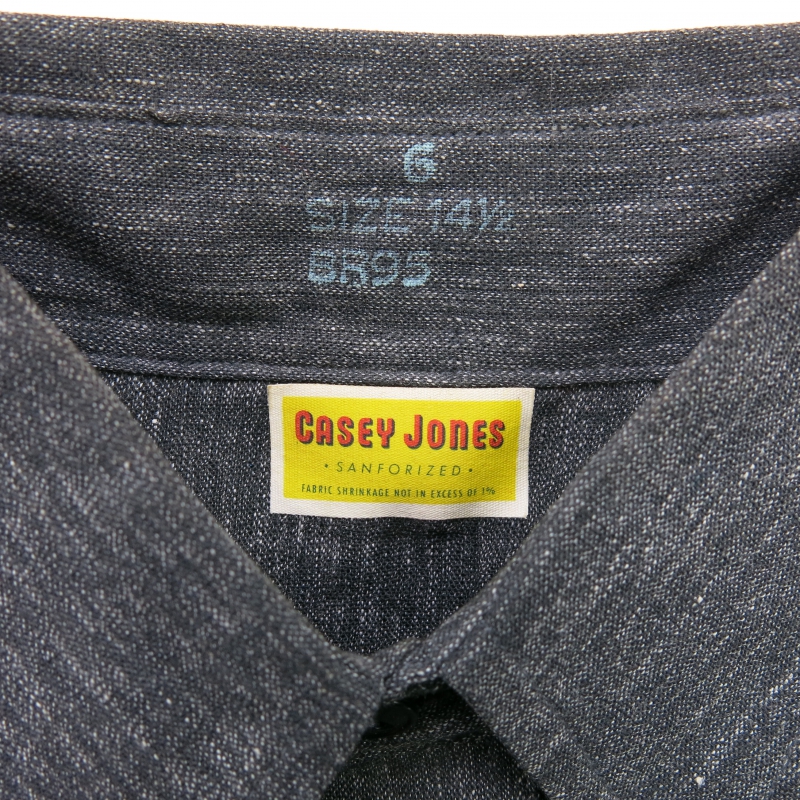 6
SIZE 14½
BR95
CASEY JONES
• SANFORIZED •
FABRIC SHRINKAGE NOT IN EXCESS OF 1%